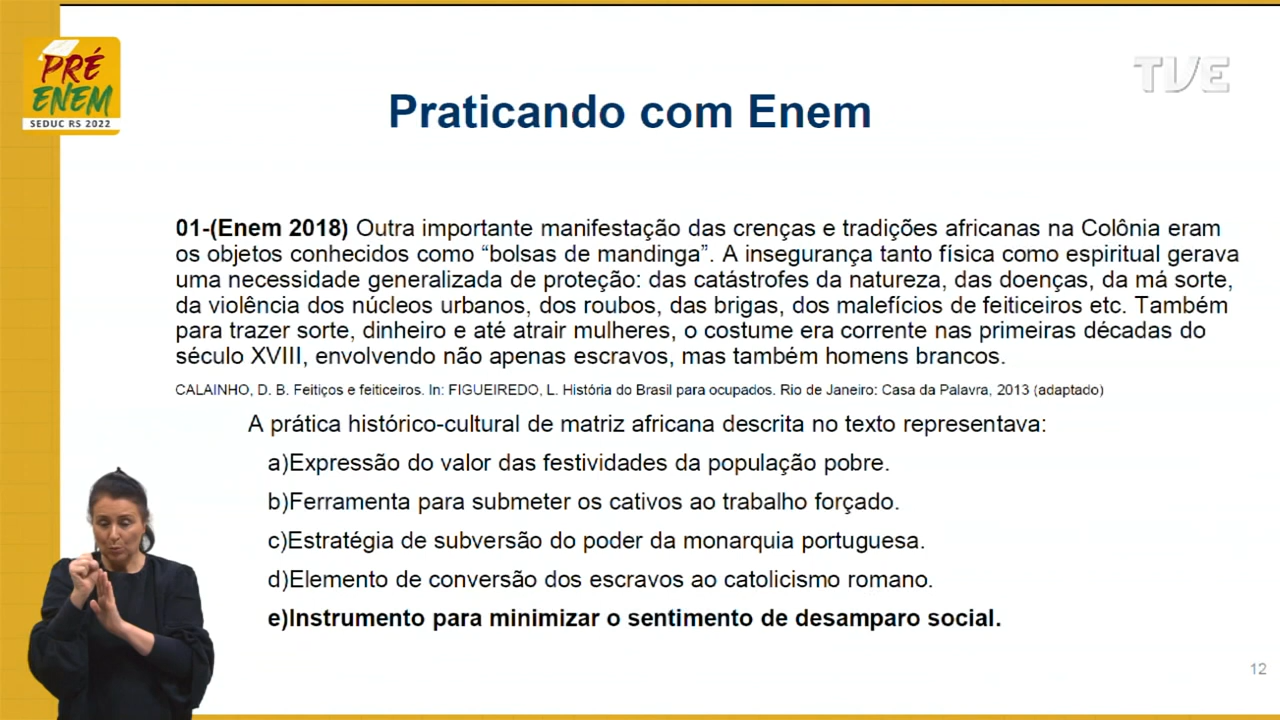 PRÉ
ENEM
SEDUC RS 2022
TVE
Praticando com Enem
01-(Enem 2018) Outra importante manifestação das crenças e tradições africanas na Colônia eram
os objetos conhecidos como “bolsas de mandinga”. A insegurança tanto física como espiritual gerava
uma necessidade generalizada de proteção: das catástrofes da natureza, das doenças, da má sorte,
da violência dos núcleos urbanos, dos roubos, das brigas, dos malefícios de feiticeiros etc. Também
para trazer sorte, dinheiro e até atrair mulheres, o costume era corrente nas primeiras décadas do
século XVIII, envolvendo não apenas escravos, mas também homens brancos.
CALAINHO, D. B. Feitiços e feiticeiros. In: FIGUEIREDO, L. História do Brasil para ocupados. Rio de Janeiro: Casa da Palavra, 2013 (adaptado)
A prática histórico-cultural de matriz africana descrita no texto representava:
a)Expressão do valor das festividades da população pobre.
b)Ferramenta para submeter os cativos ao trabalho forçado.
c)Estratégia de subversão do poder da monarquia portuguesa.
d)Elemento de conversão dos escravos ao catolicismo romano.
e)Instrumento para minimizar o sentimento de desamparo social.
12